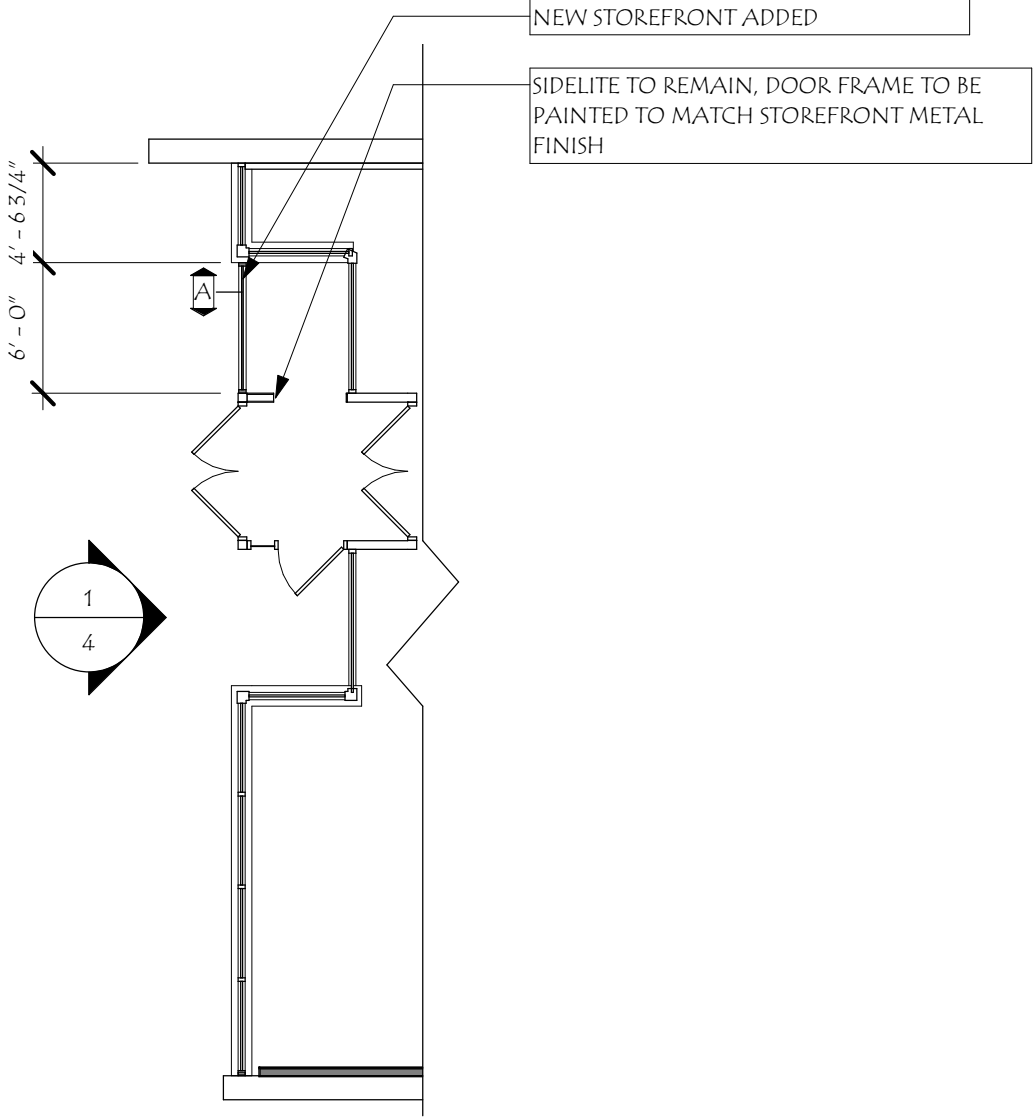 NEW STOREFRONT ADDED
SIDELITE TO REMAIN, DOOR FRAME TO BE
PAINTED TO MATCH STOREFRONT METAL
FINISH
4' - 6 3/4"
6' - 0"
A
1
4